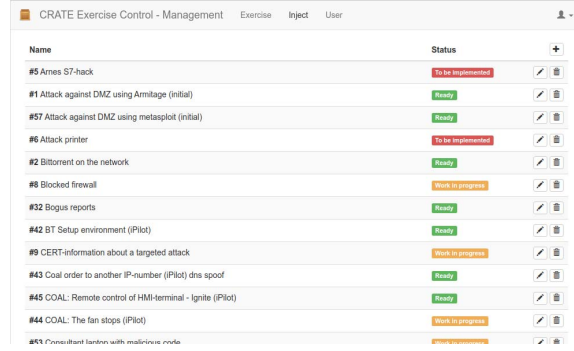 CRATE Exercise Control - Management Exercise Inject User
Name Status
#5 Arnes S7-hack To be implemented
#1 Attack against DMZ using Armitage (initial) Ready
#57 Attack against DMZ using metasploit (initial) Ready
#6 Attack printer To be implemented
#2 Bittorrent on the network Ready
#8 Blocked firewall Work in progress
#32 Bogus reports Ready
#42 BT Setup environment (iPilot) Ready
#9 CERT-information about a targeted attack Work in progress
#43 Coal order to another IP-number (iPilot) dns spoof Ready
#45 COAL: Remote control of HMI-terminal - Ignite (iPilot) Ready
#44 COAL: The fan stops (iPilot) Work in progress
#53 Consultant laptop with malicious code Work in progress